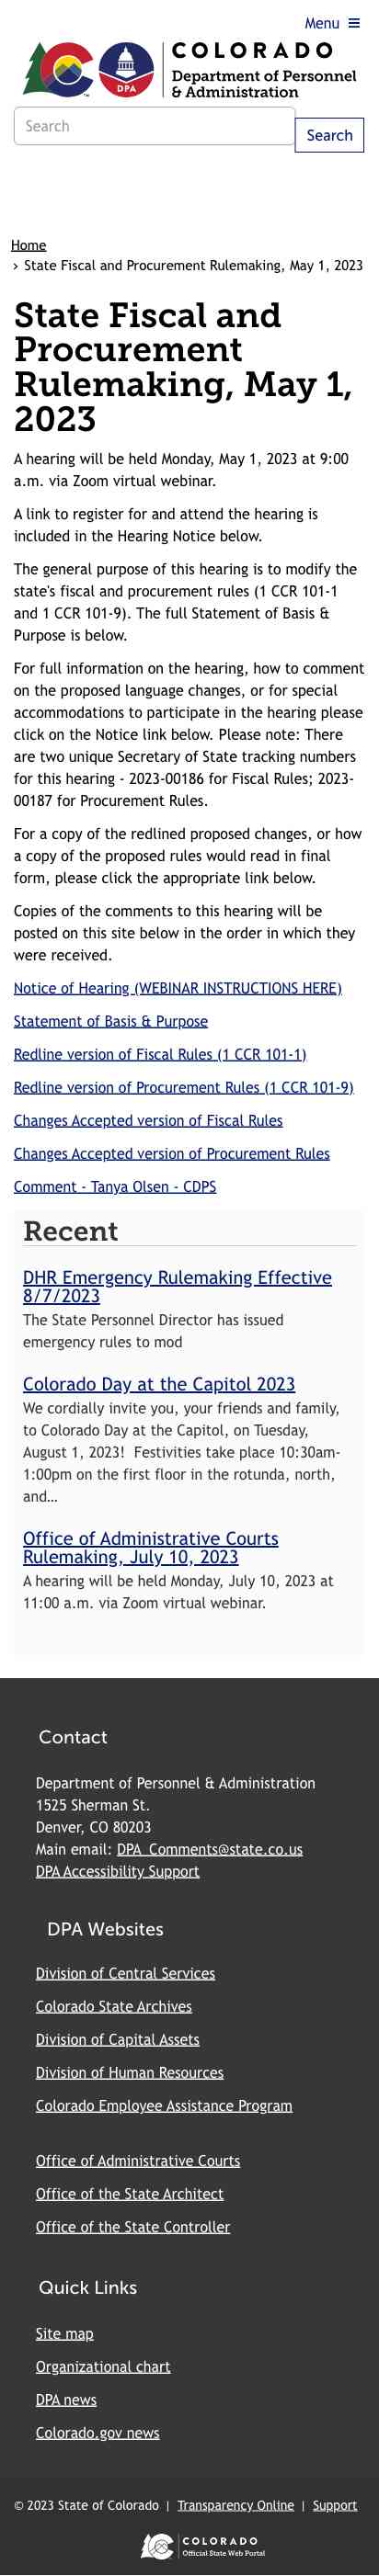 Menu ≡
DPA
COLORADO
Department of Personnel
& Administration
Search
Search
Home
› State Fiscal and Procurement Rulemaking, May 1, 2023
State Fiscal and
Procurement
Rulemaking, May 1,
2023
A hearing will be held Monday, May 1, 2023 at 9:00
a.m. via Zoom virtual webinar.
A link to register for and attend the hearing is
included in the Hearing Notice below.
The general purpose of this hearing is to modify the
state's fiscal and procurement rules (1 CCR 101-1
and 1 CCR 101-9). The full Statement of Basis &
Purpose is below.
For full information on the hearing, how to comment
on the proposed language changes, or for special
accommodations to participate in the hearing please
click on the Notice link below. Please note: There
are two unique Secretary of State tracking numbers
for this hearing - 2023-00186 for Fiscal Rules; 2023-
00187 for Procurement Rules.
For a copy of the redlined proposed changes, or how
a copy of the proposed rules would read in final
form, please click the appropriate link below.
Copies of the comments to this hearing will be
posted on this site below in the order in which they
were received.
Notice of Hearing (WEBINAR INSTRUCTIONS HERE)
Statement of Basis & Purpose
Redline version of Fiscal Rules (1 CCR 101-1)
Redline version of Procurement Rules (1 CCR 101-9)
Changes Accepted version of Fiscal Rules
Changes Accepted version of Procurement Rules
Comment - Tanya Olsen - CDPS
Recent
DHR Emergency Rulemaking Effective
8/7/2023
The State Personnel Director has issued
emergency rules to mod
Colorado Day at the Capitol 2023
We cordially invite you, your friends and family,
to Colorado Day at the Capitol, on Tuesday,
August 1, 2023!  Festivities take place 10:30am-
1:00pm on the first floor in the rotunda, north,
and...
Office of Administrative Courts
Rulemaking, July 10, 2023
A hearing will be held Monday, July 10, 2023 at
11:00 a.m. via Zoom virtual webinar.
Contact
Department of Personnel & Administration
1525 Sherman St.
Denver, CO 80203
Main email: DPA_Comments@state.co.us
DPA Accessibility Support
DPA Websites
Division of Central Services
Colorado State Archives
Division of Capital Assets
Division of Human Resources
Colorado Employee Assistance Program
Office of Administrative Courts
Office of the State Architect
Office of the State Controller
Quick Links
Site map
Organizational chart
DPA news
Colorado.gov news
© 2023 State of Colorado | Transparency Online | Support
COLORADO
Official State Web Portal